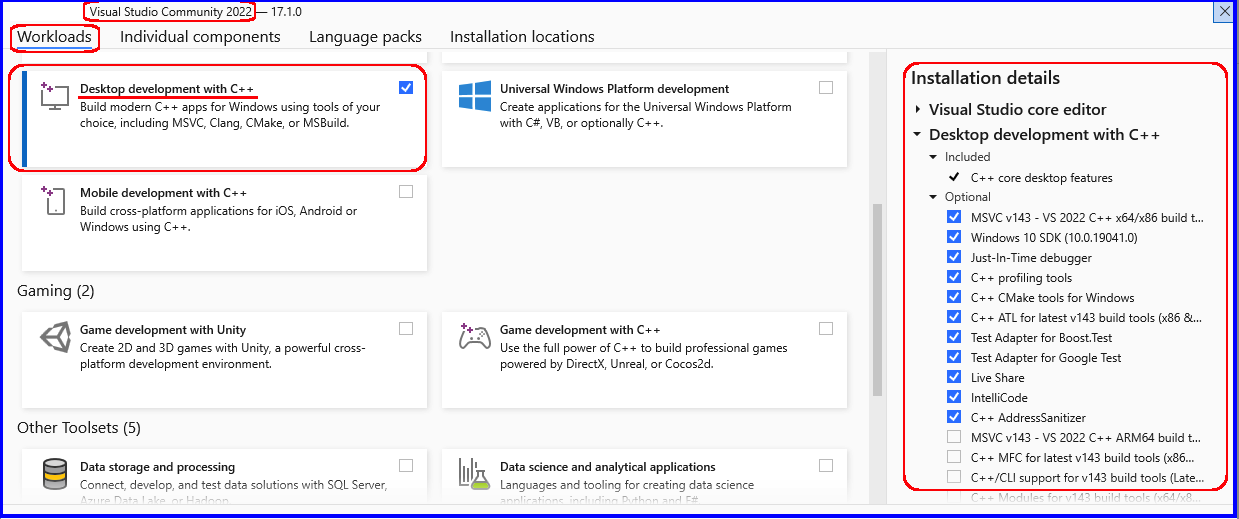 Visual Studio Community 2022 — 17.1.0
Workloads Individual components Language packs Installation locations
Desktop development with C++
Build modern C++ apps for Windows using tools of your
choice, including MSVC, Clang, CMake, or MSBuild.
Universal Windows Platform development
Create applications for the Universal Windows Platform
with C#, VB, or optionally C++.
Mobile development with C++
Build cross-platform applications for iOS, Android or
Windows using C++.
Gaming (2)
Game development with Unity
Create 2D and 3D games with Unity, a powerful cross-
platform development environment.
Game development with C++
Use the full power of C++ to build professional games
powered by DirectX, Unreal, or Cocos2d.
Other Toolsets (5)
Data storage and processing
Connect, develop, and test data solutions with SQL Server,
Azure Data Lake, or Hadoop.
Data science and analytical applications
Languages and tooling for creating data science
applications, including Python and F#.
Installation details
Visual Studio core editor
Desktop development with C++
Included
C++ core desktop features
Optional
MSVC v143 - VS 2022 C++ x64/x86 build t...
Windows 10 SDK (10.0.19041.0)
Just-In-Time debugger
C++ profiling tools
C++ CMake tools for Windows
C++ ATL for latest v143 build tools (x86 &...
Test Adapter for Boost.Test
Test Adapter for Google Test
Live Share
IntelliCode
C++ AddressSanitizer
MSVC v143 - VS 2022 C++ ARM64 build t...
C++ MFC for latest v143 build tools (x86...
C++/CLI support for v143 build tools (Late...
C++ Modules for v143 build tools (x64/x8...